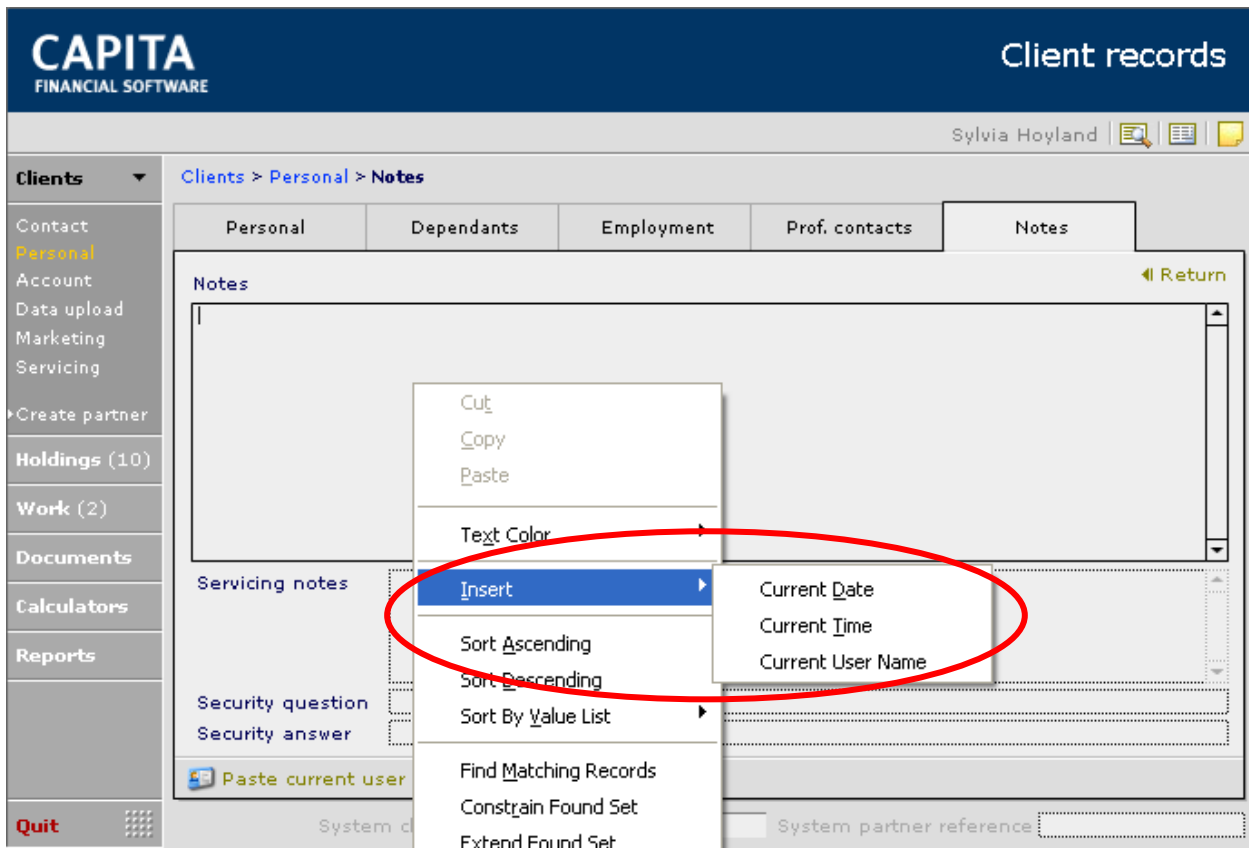 CAPITA
FINANCIAL SOFTWARE
Client records
Sylvia Hoyland
Clients
Clients > Personal > Notes
Contact
Personal
Account
Data upload
Marketing
Servicing
Create partner
Holdings (10)
Work (2)
Documents
Calculators
Reports
Quit
Personal
Dependants
Employment
Prof. contacts
Notes
Return
Notes
Cut
Copy
Paste
Text Color
Insert
Sort Ascending
Sort Descending
Sort By Value List
Find Matching Records
Constrain Found Set
Extend Found Set
Current Date
Current Time
Current User Name
Servicing notes
Security question
Security answer
Paste current user
System
System partner reference